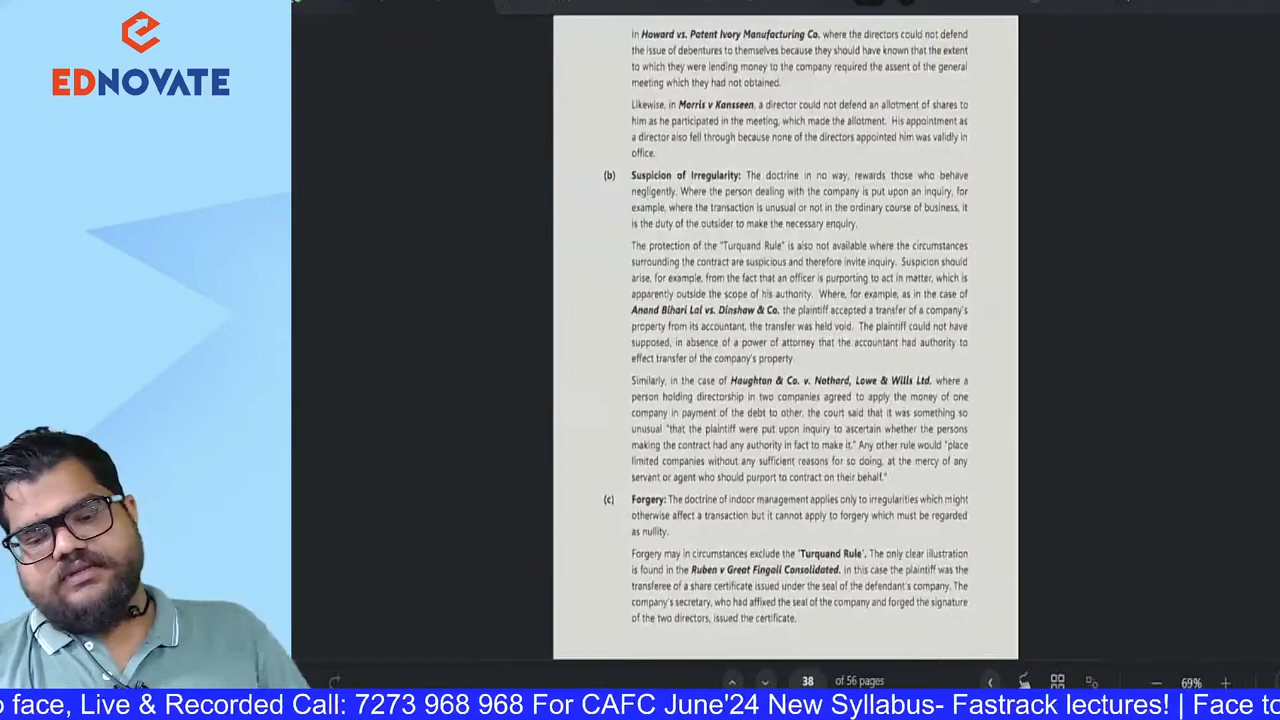 EDNOVATE
In Howard vs. Patent Ivory Manufacturing Co. where the directors could not defend
the issue of debentures to themselves because they should have known that the extent
to which they were lending money to the company required the assent of the general
meeting which they had not obtained.
Likewise, in Morris v Kansseen, a director could not defend an allotment of shares to
him as he participated in the meeting, which made the allotment. His appointment as
a director also fell through because none of the directors appointed him was validly in
office.
(b) Suspicion of Irregularity: The doctrine in no way, rewards those who behave
negligently. Where the person dealing with the company is put upon an inquiry, for
example, where the transaction is unusual or not in the ordinary course of business, it
is the duty of the outsider to make the necessary enquiry.
The protection of the "Turquand Rule" is also not available where the circumstances
surrounding the contract are suspicious and therefore invite inquiry. Suspicion should
arise, for example, from the fact that an officer is purporting to act in matter, which is
apparently outside the scope of his authority. Where, for example, as in the case of
Anand Bihari Lal vs. Dinshaw & Co. the plaintiff accepted a transfer of a company's
property from its accountant, the transfer was held void. The plaintiff could not have
supposed, in absence of a power of attorney that the accountant had authority to
effect transfer of the company's property
Similarly, in the case of Haughton & Co. v. Nothard, Lowe & Wills Ltd. where a
person holding directorship in two companies agreed to apply the money of one
company in payment of the debt to other, the court said that it was something so
unusual "that the plaintiff were put upon inquiry to ascertain whether the persons
making the contract had any authority in fact to make it." Any other rule would "place
limited companies without any sufficient reasons for so doing, at the mercy of any
servant or agent who should purport to contract on their behalf."
(c) Forgery: The doctrine of indoor management applies only to irregularities which might
otherwise affect a transaction but it cannot apply to forgery which must be regarded
as nullity.
Forgery may in circumstances exclude the 'Turquand Rule'. The only clear illustration
is found in the Ruben v Great Fingall Consolidated. In this case the plaintiff was the
transferee of a share certificate issued under the seal of the defendant's company. The
company's secretary, who had affixed the seal of the company and forged the signature
of the two directors, issued the certificate.
38 of 56 pages 69%
o face, Live & Recorded Call: 7273 968 968 For CAFC June'24 New Syllabus- Fastrack lectures! | Face to